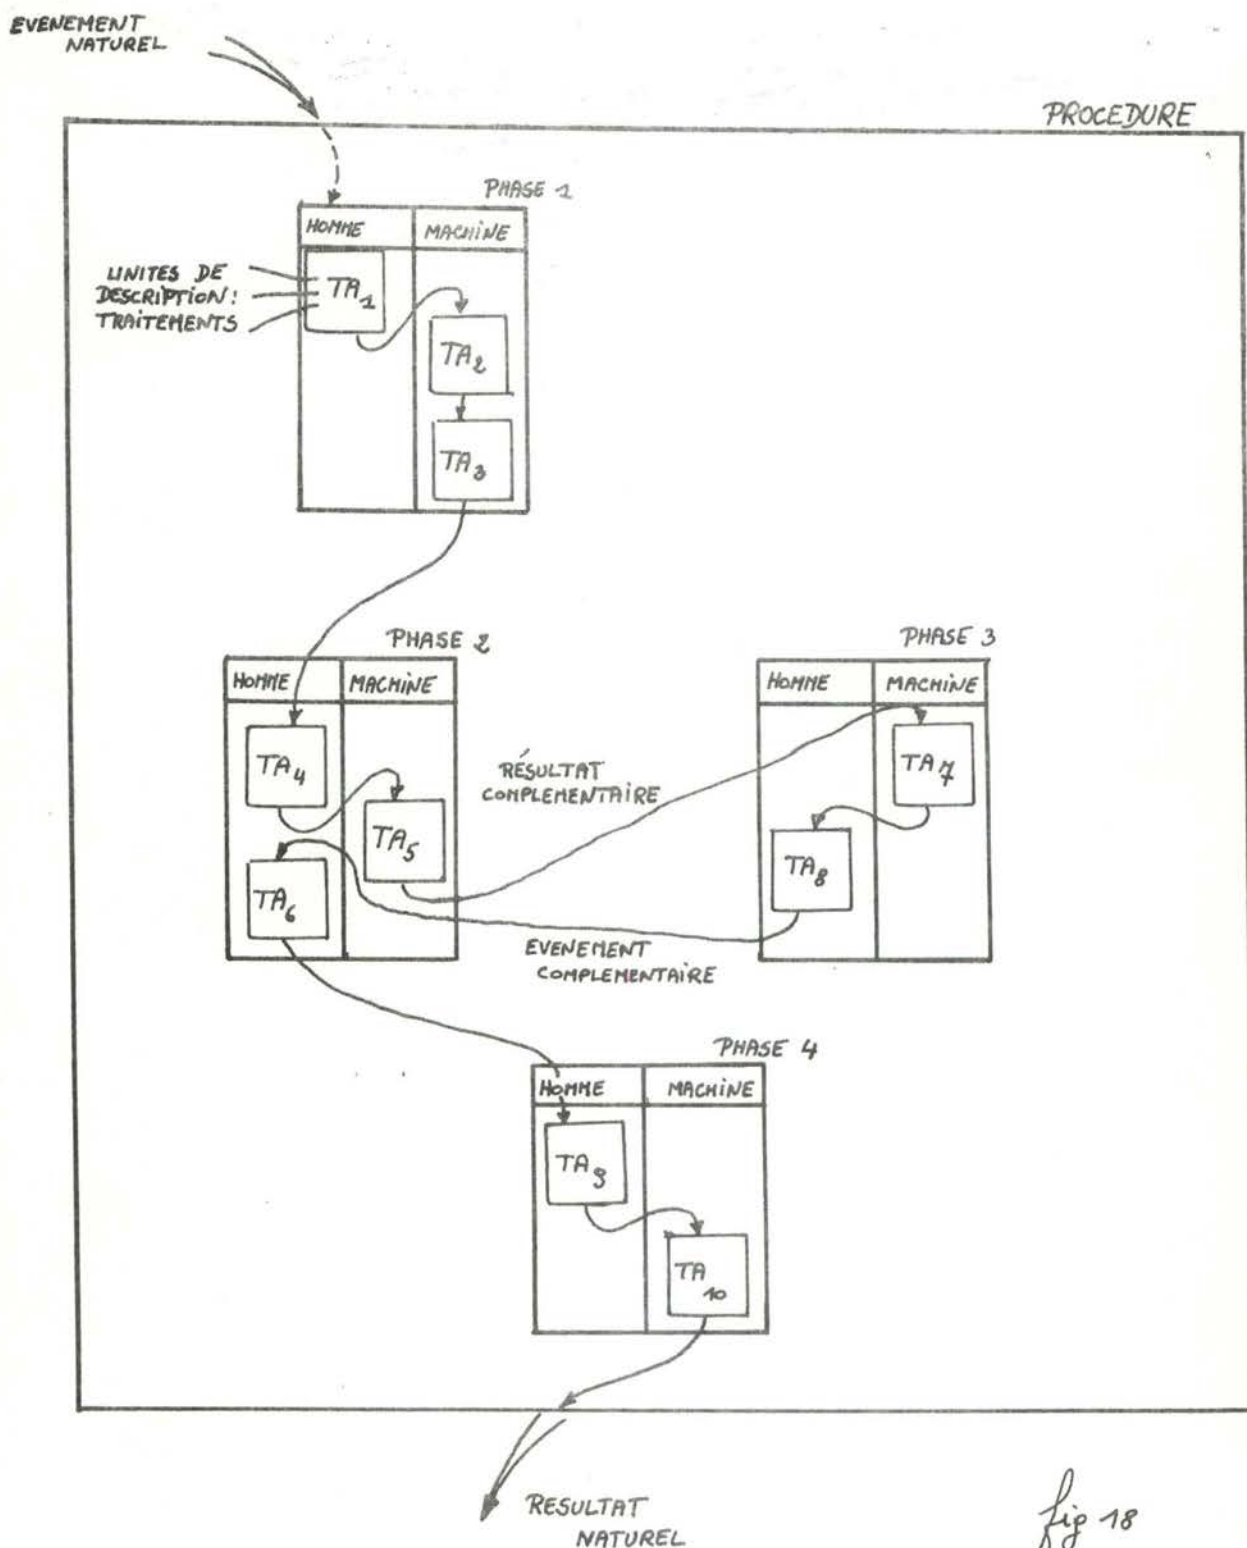 EVENEMENT
NATUREL
PROCEDURE
PHASE 1
HOMME MACHINE
UNITES DE
DESCRIPTION:
TRAITEMENTS
TA1
TA2
TA3
PHASE 2
HOMME MACHINE
TA4
TA5
TA6
RÉSULTAT
COMPLEMENTAIRE
PHASE 3
HOMME MACHINE
TA7
TA8
EVENEMENT
COMPLEMENTAIRE
PHASE 4
HOMME MACHINE
TA9
TA
10
RESULTAT
NATUREL
fig 18